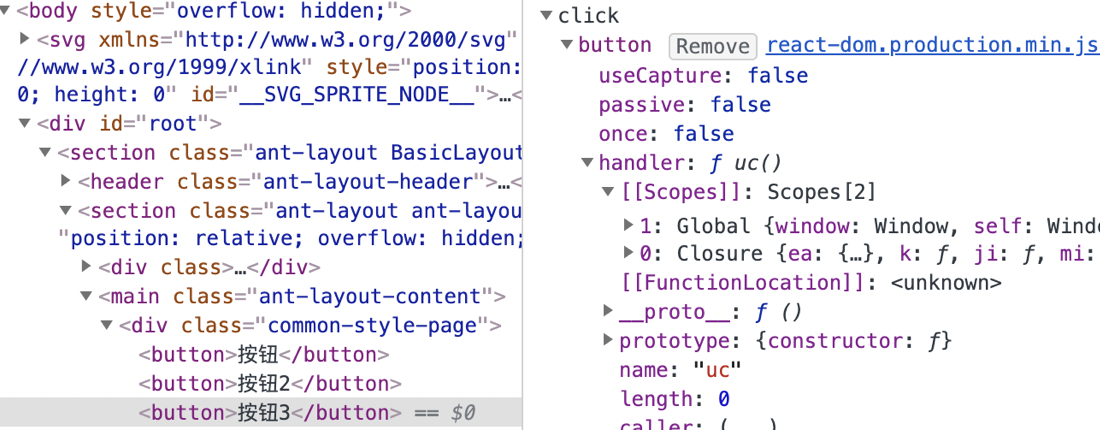 <body style="overflow: hidden;">
<svg xmlns="http://www.w3.org/2000/svg"
//www.w3.org/1999/xlink" style="position:
0; height: 0" id="__SVG_SPRITE_NODE__">…<
<div id="root">
<section class="ant-layout BasicLayout
<header class="ant-layout-header">…<
<section class="ant-layout ant-layou
"position: relative; overflow: hidden;
<div class>…</div>
<main class="ant-layout-content">
<div class="common-style-page">
<button>按钮</button>
<button>按钮2</button>
<button>按钮3</button> == $0
click
button Remove react-dom.production.min.js
useCapture: false
passive: false
once: false
handler: ƒ uc()
[[Scopes]]: Scopes[2]
1: Global {window: Window, self: Wind
0: Closure {ea: {…}, k: ƒ, ji: ƒ, mi:
[[FunctionLocation]]: <unknown>
__proto__: ƒ ()
prototype: {constructor: ƒ}
name: "uc"
length: 0
caller: (...)